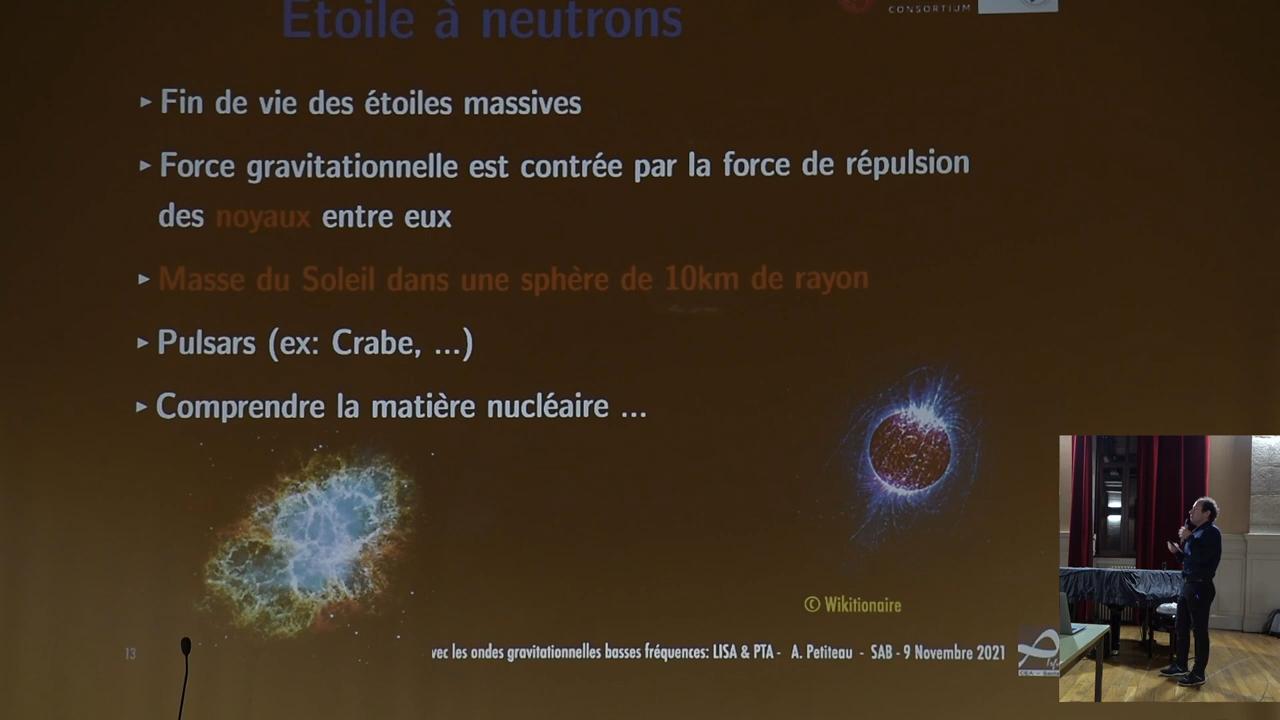 Etoile à neutrons
CONSORTIUM
▸ Fin de vie des étoiles massives
▸ Force gravitationnelle est contrée par la force de répulsion
des noyaux entre eux
▸ Masse du Soleil dans une sphère de 10km de rayon
▸ Pulsars (ex: Crabe, ...)
▸ Comprendre la matière nucléaire ...
© Wikitionaire
13
vec les ondes gravitationnelles basses fréquences: LISA & PTA - A. Petiteau - SAB - 9 Novembre 2021